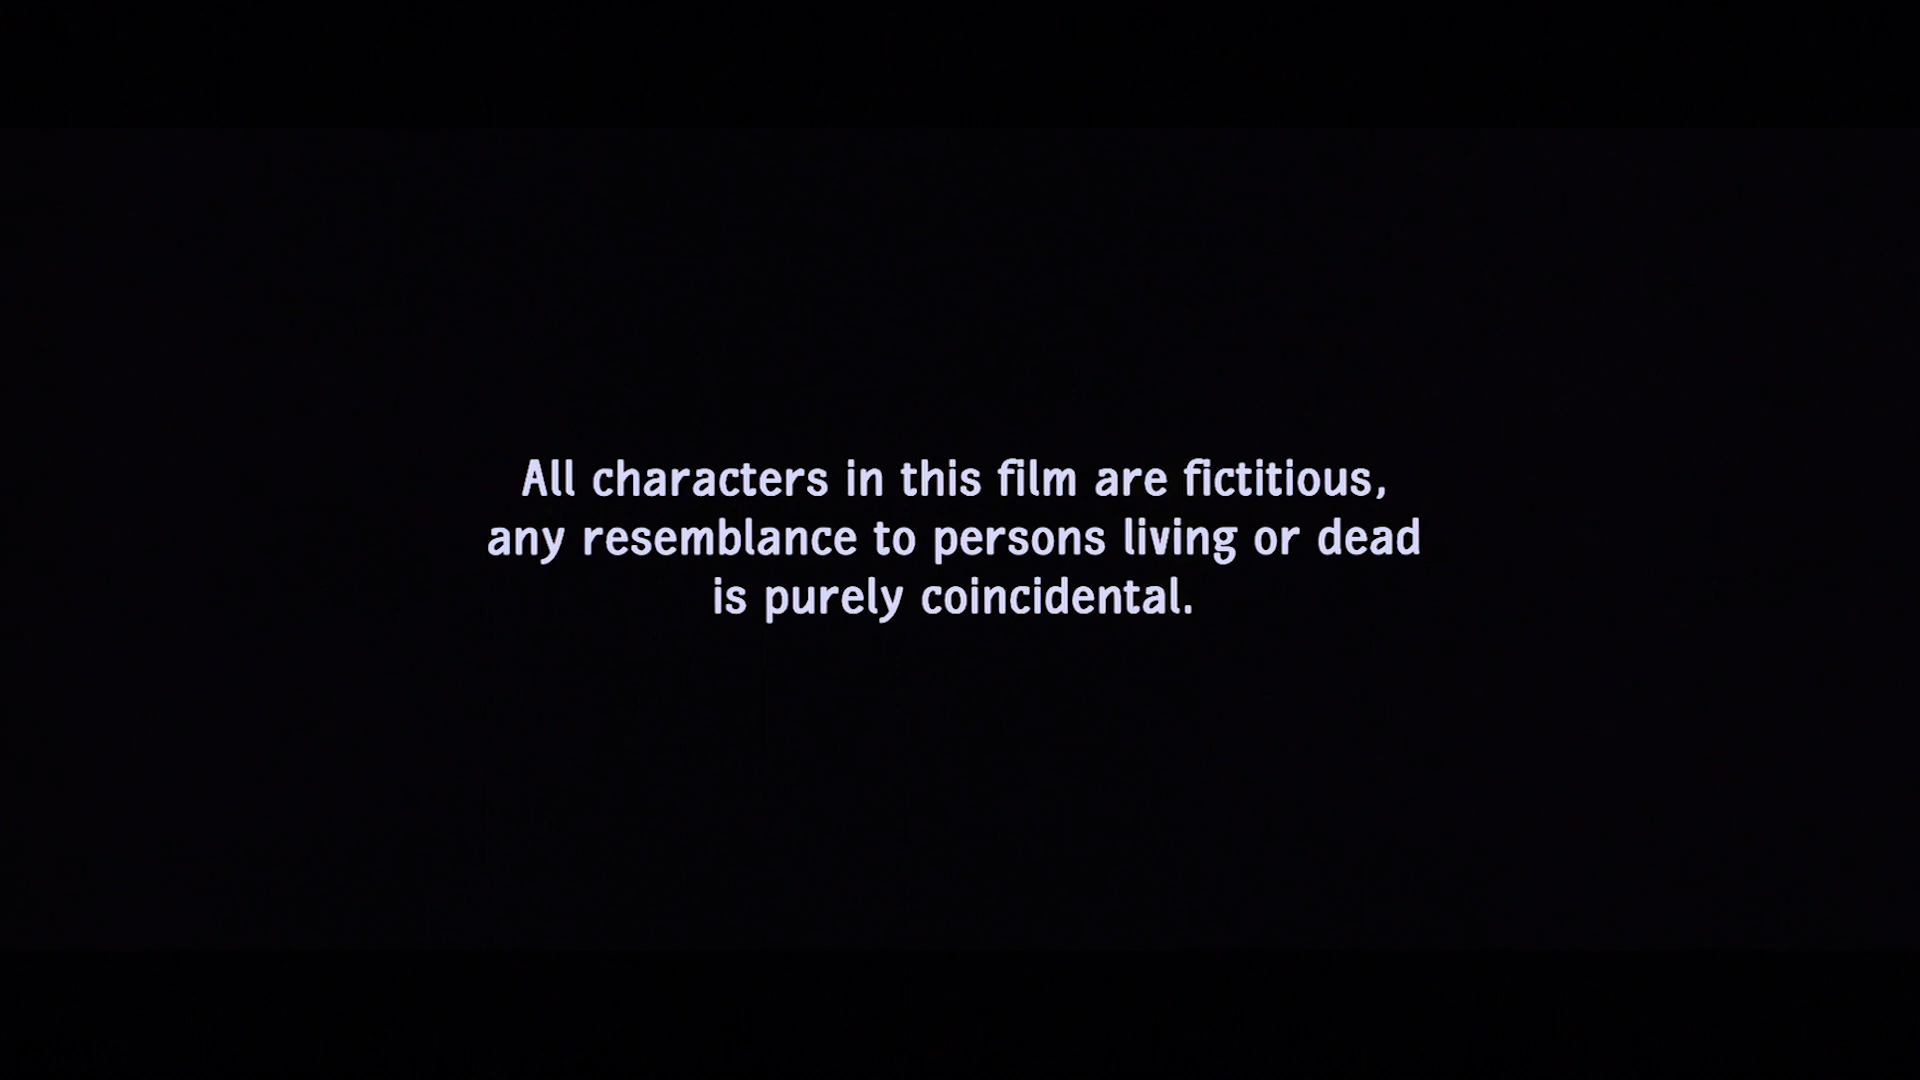 All characters in this film are fictitious,
any resemblance to persons living or dead
is purely coincidental.